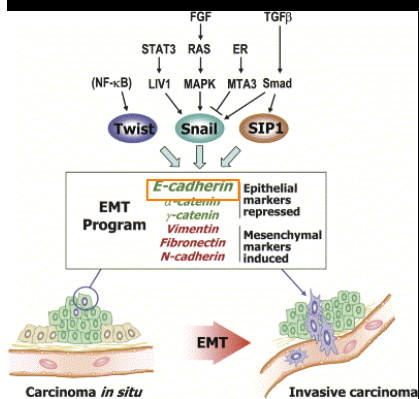 FGF TGFβ
STAT3 RAS ER
(NF-κB) LIV1 MAPK MTA3 Smad
Twist Snail SIP1
E-cadherin
α-catenin
γ-catenin
Epithelial
markers
repressed
EMT
Program
Vimentin
Fibronectin
N-cadherin
Mesenchymal
markers
induced
EMT
Carcinoma in situ
Invasive carcinoma